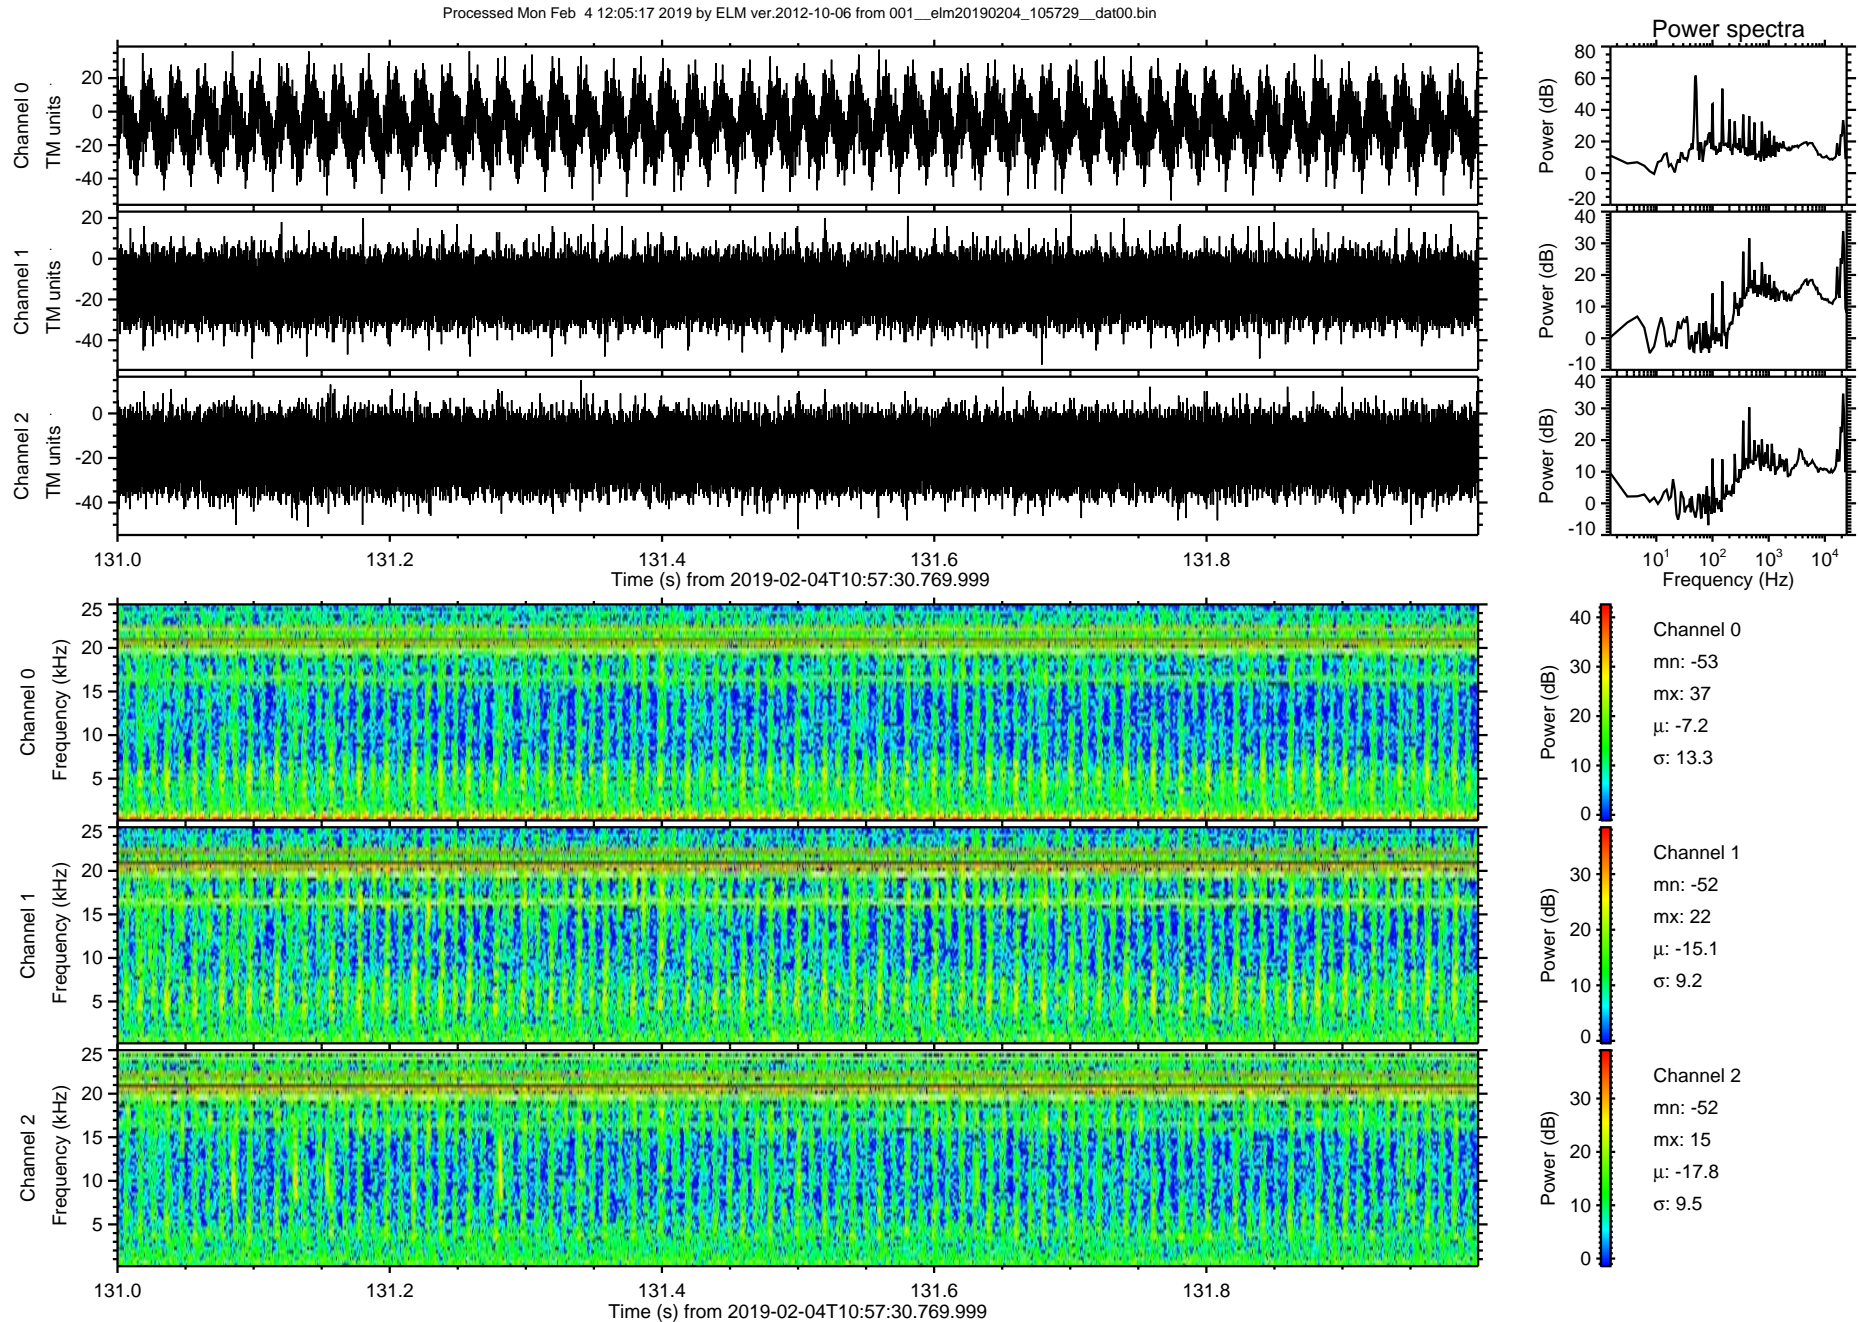 Processed Mon Feb  4 12:05:17 2019 by ELM ver.2012-10-06 from 001__elm20190204_105729__dat00.bin
Power spectra
Channel 0
TM units
20
0
-20
-40
Power (dB)
80
60
40
20
0
-20
Channel 1
TM units
20
0
-20
-40
Power (dB)
40
30
20
10
0
-10
Channel 2
TM units
0
-20
-40
Power (dB)
40
30
20
10
0
-10
131.0 131.2 131.4 131.6 131.8
Time (s) from 2019-02-04T10:57:30.769.999
10^1 10^2 10^3 10^4
Frequency (Hz)
Channel 0
Frequency (kHz)
25
20
15
10
5
Power (dB)
40
30
20
10
0
Channel 0
mn: -53
mx: 37
µ: -7.2
σ: 13.3
Channel 1
Frequency (kHz)
25
20
15
10
5
Power (dB)
30
20
10
0
Channel 1
mn: -52
mx: 22
µ: -15.1
σ: 9.2
Channel 2
Frequency (kHz)
25
20
15
10
5
Power (dB)
30
20
10
0
Channel 2
mn: -52
mx: 15
µ: -17.8
σ: 9.5
131.0 131.2 131.4 131.6 131.8
Time (s) from 2019-02-04T10:57:30.769.999